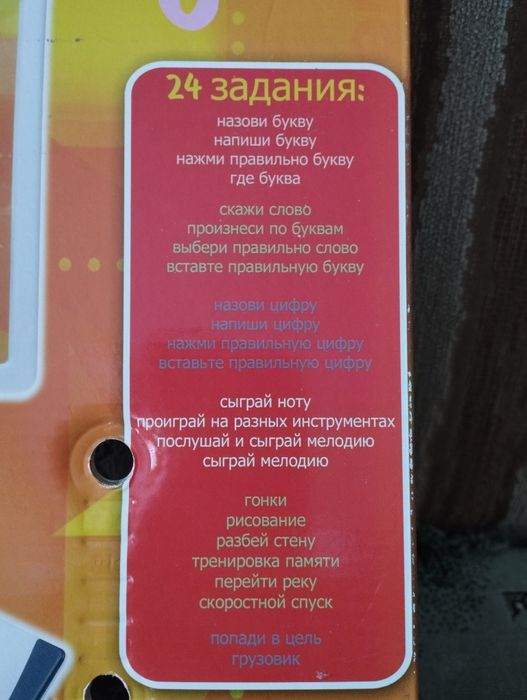 24 задания:
назови букву
напиши букву
нажми правильно букву
где буква
скажи слово
произнеси по буквам
выбери правильно слово
вставте правильную букву
назови цифру
напиши цифру
нажми правильную цифру
вставьте правильную цифру
сыграй ноту
проиграй на разных инструментах
послушай и сыграй мелодию
сыграй мелодию
гонки
рисование
разбей стену
тренировка памяти
перейти реку
скоростной спуск
попади в цель
грузовик